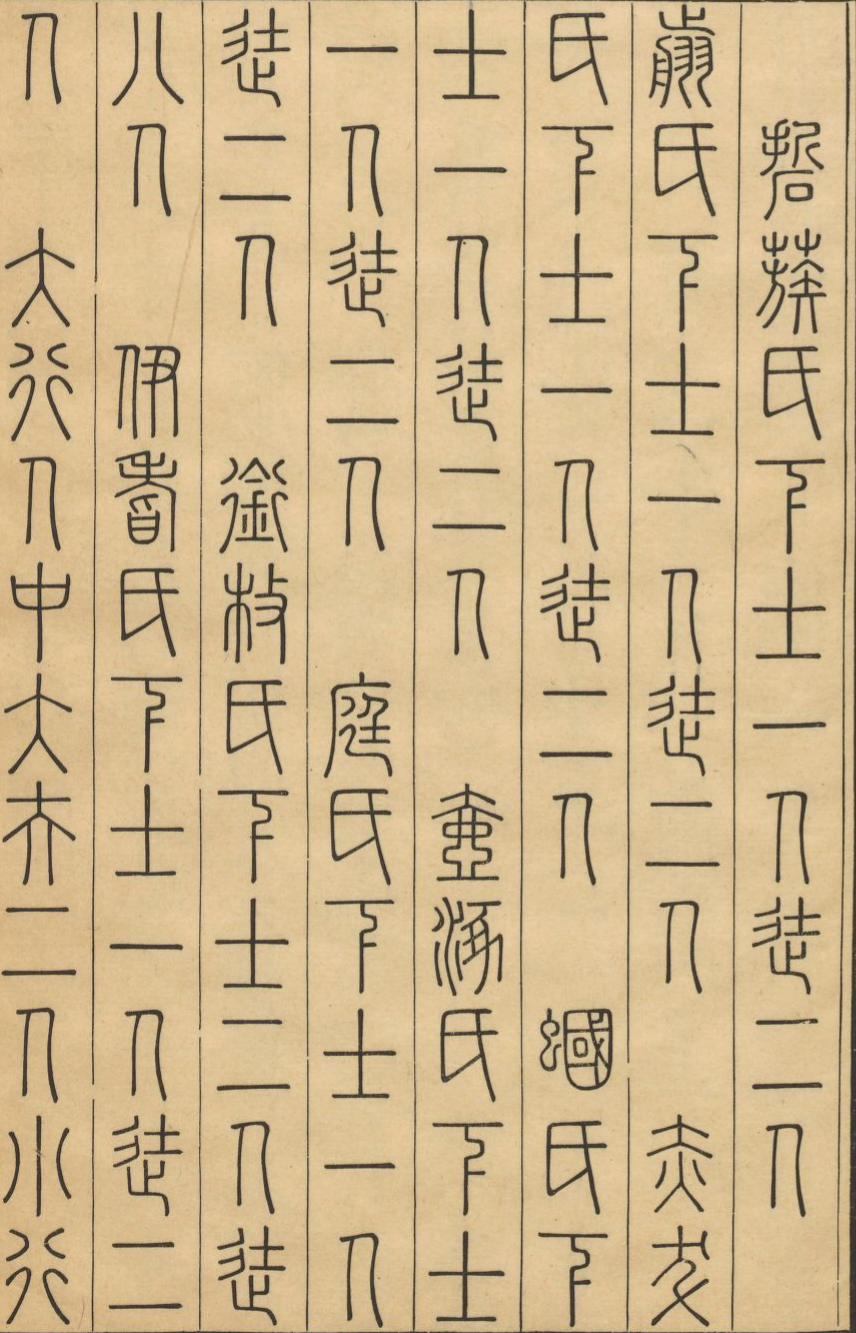 硩蔟氏下士一人徒二人
翦氏下士一人徒二人　赤犮
氏下士一人徒二人　蟈氏下
士一人徒二人　壺涿氏下士
一人徒二人　庭氏下士一人
徒二人　銜枚氏下士二人徒
八人　伊耆氏下士一人徒二
人　大行人中大夫二人小行